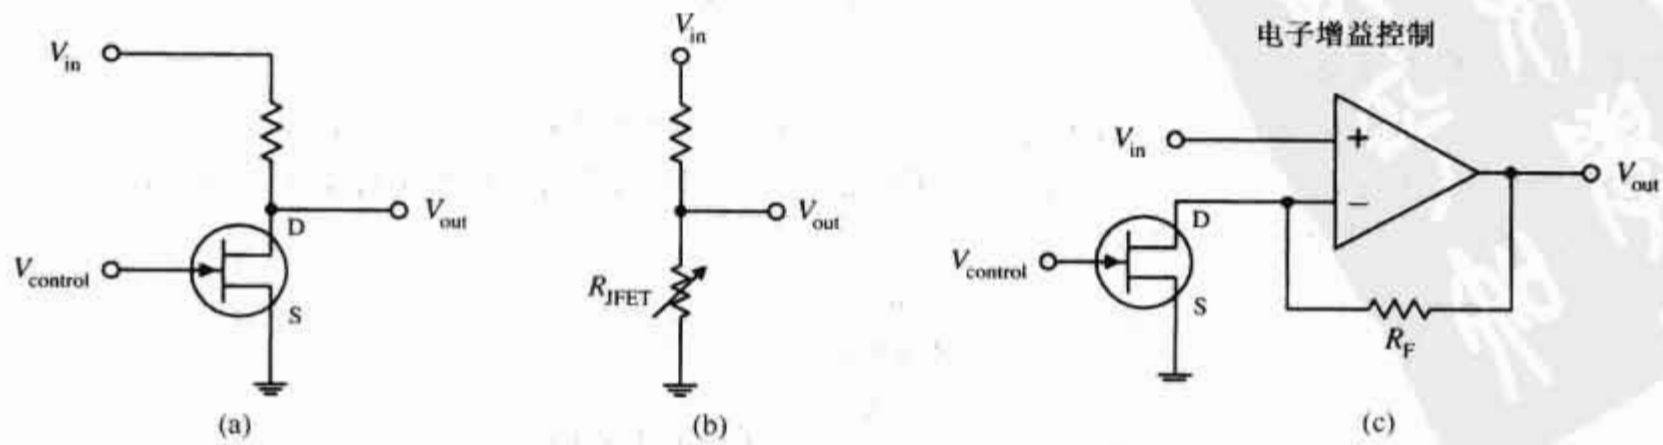 V_in
V_control
D
S
V_out
(a)
V_in
V_out
R_JFET
(b)
电子增益控制
V_in
+
−
V_out
V_control
D
S
R_F
(c)